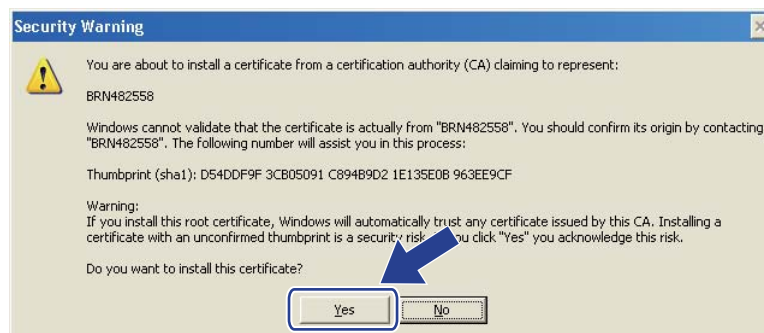 Security Warning
You are about to install a certificate from a certification authority (CA) claiming to represent:
BRN482558
Windows cannot validate that the certificate is actually from "BRN482558". You should confirm its origin by contacting
"BRN482558". The following number will assist you in this process:
Thumbprint (sha1): D54DDF9F 3CB05091 C894B9D2 1E135E0B 963EE9CF
Warning:
If you install this root certificate, Windows will automatically trust any certificate issued by this CA. Installing a
certificate with an unconfirmed thumbprint is a security risk. click "Yes" you acknowledge this risk.
Do you want to install this certificate?
Yes
No